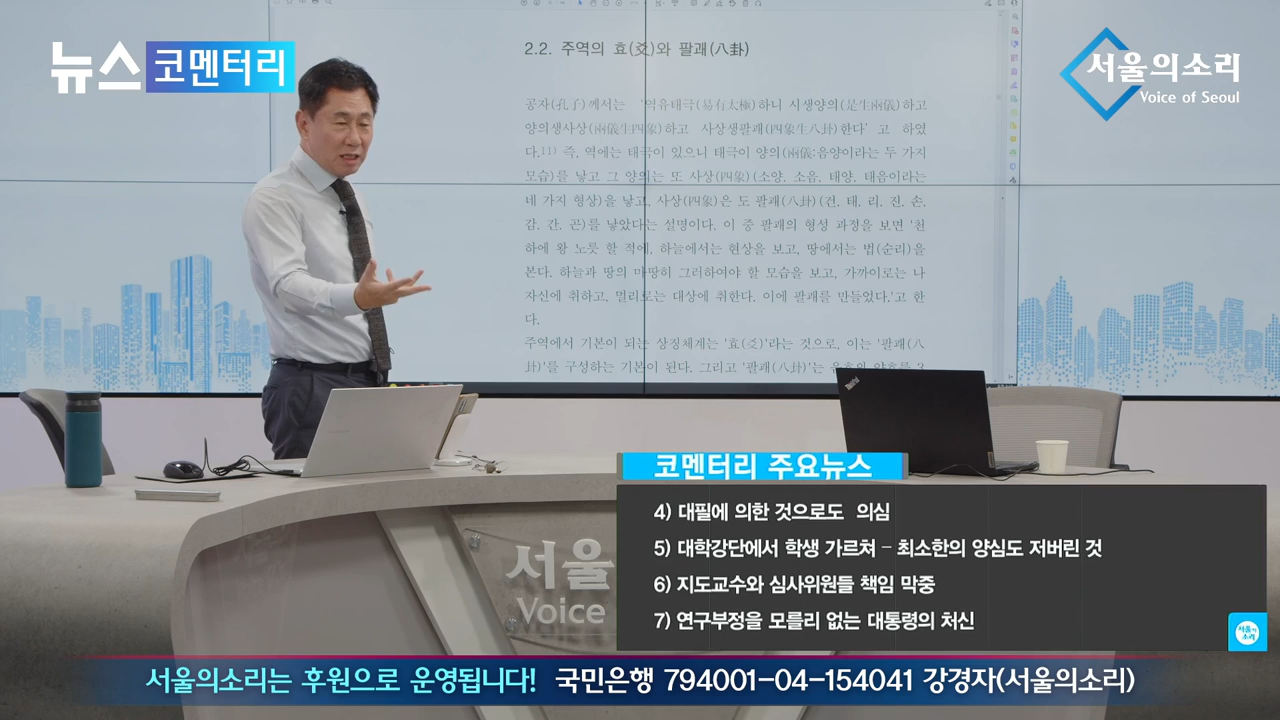 뉴스 코멘터리
서울의소리
Voice of Seoul
2.2. 주역의 효(爻)와 팔괘(八卦)
공자(孔子)께서는 '역유태극(易有太極)하니 시생양의(是生兩儀)하고
양의생사상(兩儀生四象)하고 사상생팔괘(四象生八卦)한다' 고 하였
다.11) 즉, 역에는 태극이 있으니 태극이 양의(兩儀:음양이라는 두 가지
모습)를 낳고 그 양의는 또 사상(四象)(소양, 소음, 태양, 태음이라는
네 가지 형상)을 낳고, 사상(四象)은 도 팔괘(八卦)(건, 태, 리, 진, 손,
감, 간, 곤)를 낳았다는 설명이다. 이 중 팔괘의 형성 과정을 보면 '천
하에 왕 노릇 할 적에, 하늘에서는 현상을 보고, 땅에서는 법(순리)을
본다. 하늘과 땅의 마땅히 그러하여야 할 모습을 보고, 가까이로는 나
자신에 취하고, 멀리로는 대상에 취한다. 이에 팔괘를 만들었다.'고 한
다.
주역에서 기본이 되는 상징체계는 '효(爻)'라는 것으로, 이는 '팔괘(八
卦)'를 구성하는 기본이 된다. 그리고 '팔괘(八卦)'는 음효와 양효를 3
ThinkPad
코멘터리 주요뉴스
4) 대필에 의한 것으로도 의심
5) 대학강단에서 학생 가르쳐 - 최소한의 양심도 저버린 것
6) 지도교수와 심사위원들 책임 막중
7) 연구부정을 모를리 없는 대통령의 처신
서울
Voice
서울의
소리
서울의소리는 후원으로 운영됩니다! 국민은행 794001-04-154041 강경자(서울의소리)